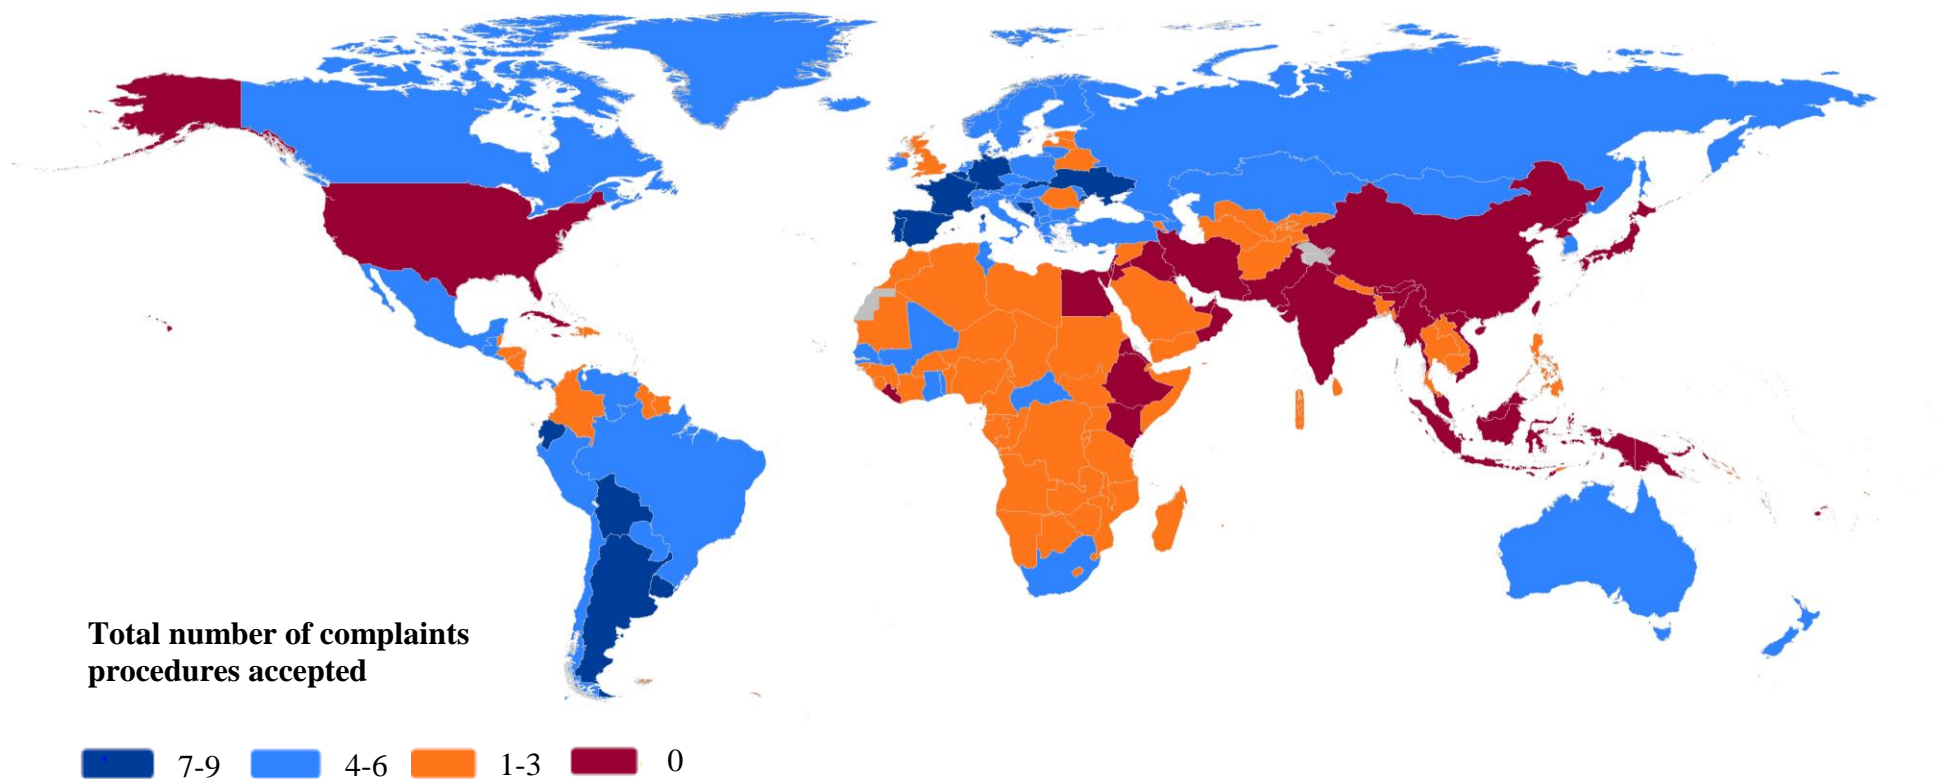 Total number of complaints
procedures accepted
7-9 4-6 1-3 0